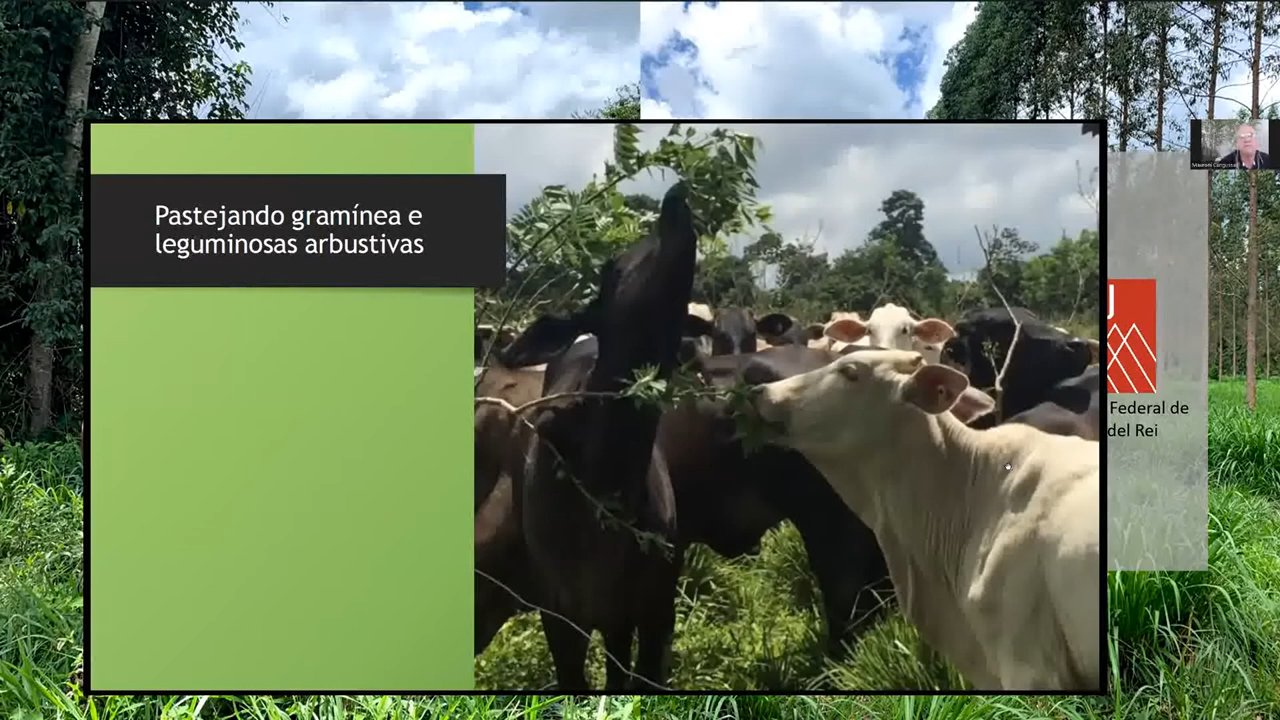 Pastejando gramínea e
leguminosas arbustivas
J
Federal de
del Rei